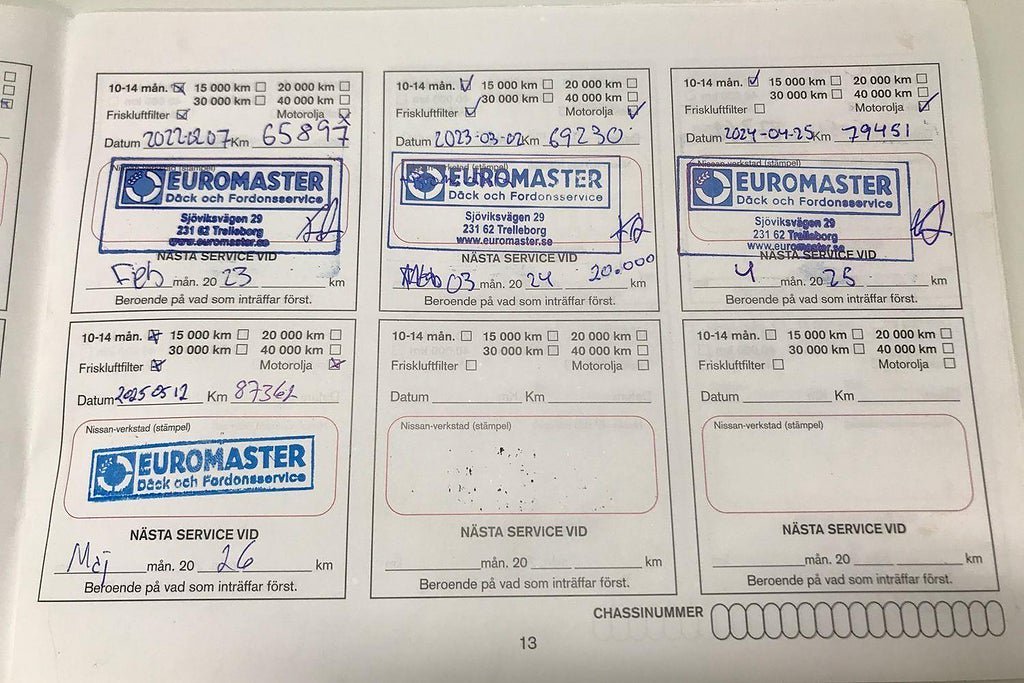 10-14 mån. 15 000 km 20 000 km
30 000 km 40 000 km
Friskluftfilter Motorolja
Datum 20220207 Km 65897
Nissan-verkstad (stämpel)
EUROMASTER
Däck och Fordonsservice
Sjöviksvägen 29
231 62 Trelleborg
www.euromaster.se
NÄSTA SERVICE VID
Feb mån. 20 23 km
Beroende på vad som inträffar först.
10-14 mån. 15 000 km 20 000 km
30 000 km 40 000 km
Friskluftfilter Motorolja
Datum 2023-03-02 Km 69230
Nissan-verkstad (stämpel)
EUROMASTER
Däck och Fordonsservice
Sjöviksvägen 29
231 62 Trelleborg
www.euromaster.se
NÄSTA SERVICE VID
03 mån. 20 24 20.000 km
Beroende på vad som inträffar först.
10-14 mån. 15 000 km 20 000 km
30 000 km 40 000 km
Friskluftfilter Motorolja
Datum 2024-04-25 Km 79451
Nissan-verkstad (stämpel)
EUROMASTER
Däck och Fordonsservice
Sjöviksvägen 29
231 62 Trelleborg
www.euromaster.se
NÄSTA SERVICE VID
4 mån. 20 25 km
Beroende på vad som inträffar först.
10-14 mån. 15 000 km 20 000 km
30 000 km 40 000 km
Friskluftfilter Motorolja
Datum 20250512 Km 87362
Nissan-verkstad (stämpel)
EUROMASTER
Däck och Fordonsservice
NÄSTA SERVICE VID
Maj mån. 20 26 km
Beroende på vad som inträffar först.
10-14 mån. 15 000 km 20 000 km
30 000 km 40 000 km
Friskluftfilter Motorolja
Datum Km
Nissan-verkstad (stämpel)
NÄSTA SERVICE VID
mån. 20 km
Beroende på vad som inträffar först.
10-14 mån. 15 000 km 20 000 km
30 000 km 40 000 km
Friskluftfilter Motorolja
Datum Km
Nissan-verkstad (stämpel)
NÄSTA SERVICE VID
mån. 20 km
Beroende på vad som inträffar först.
CHASSINUMMER
13